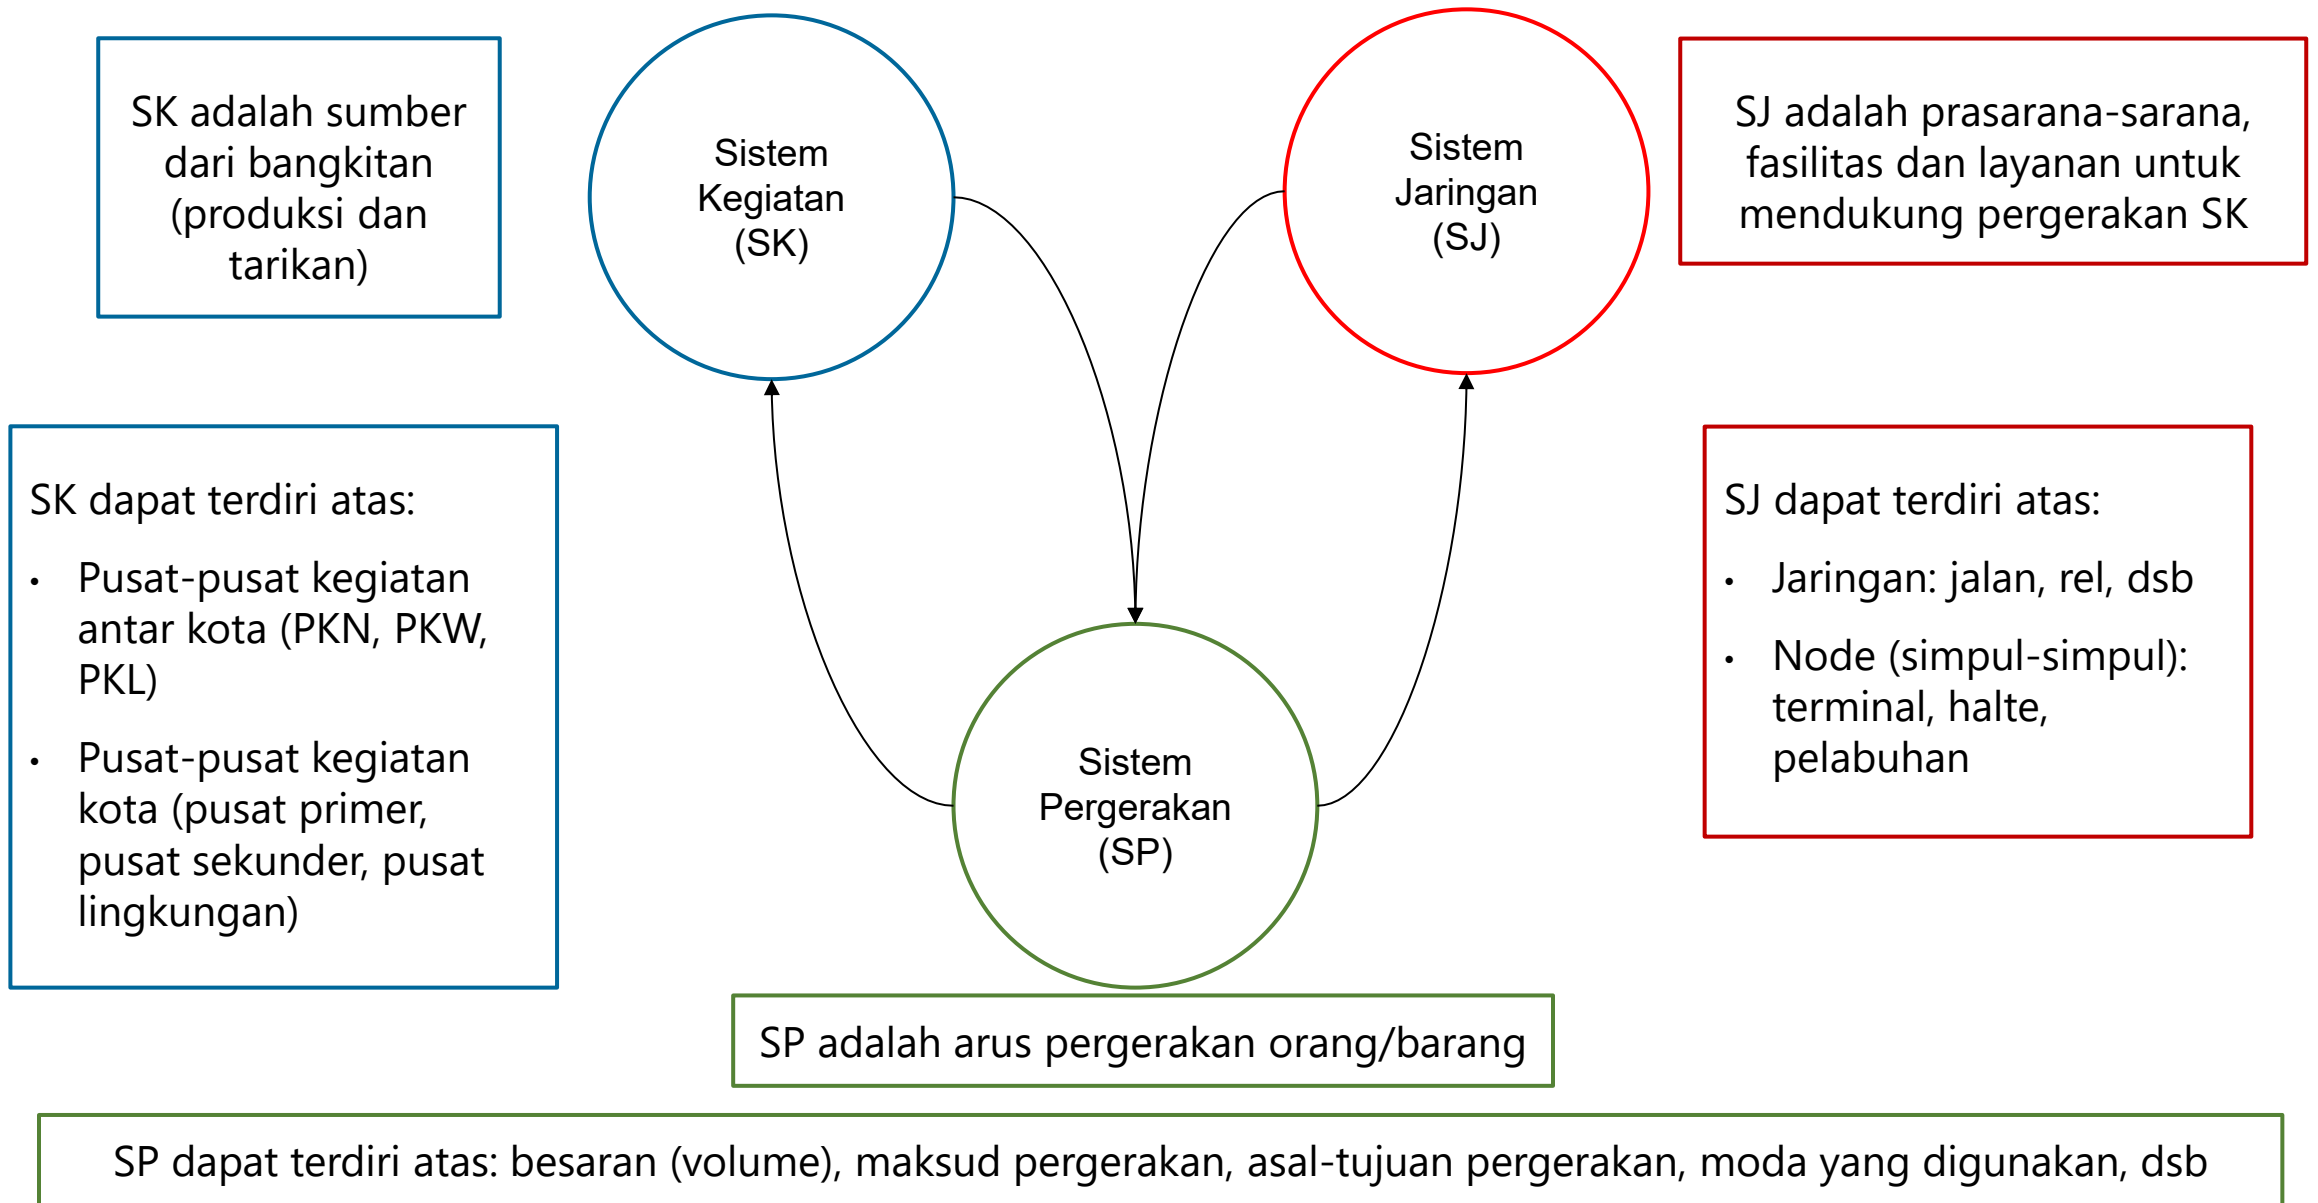 SK adalah sumber
dari bangkitan
(produksi dan
tarikan)
Sistem
Kegiatan
(SK)
Sistem
Jaringan
(SJ)
SJ adalah prasarana-sarana,
fasilitas dan layanan untuk
mendukung pergerakan SK
SK dapat terdiri atas:
• Pusat-pusat kegiatan
antar kota (PKN, PKW,
PKL)
• Pusat-pusat kegiatan
kota (pusat primer,
pusat sekunder, pusat
lingkungan)
Sistem
Pergerakan
(SP)
SJ dapat terdiri atas:
• Jaringan: jalan, rel, dsb
• Node (simpul-simpul):
terminal, halte,
pelabuhan
SP adalah arus pergerakan orang/barang
SP dapat terdiri atas: besaran (volume), maksud pergerakan, asal-tujuan pergerakan, moda yang digunakan, dsb